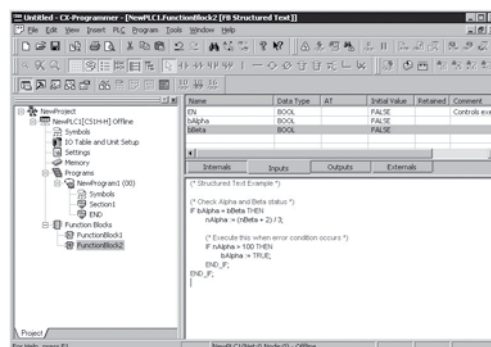 Untitled - CX-Programmer - [NewPLC1.FunctionBlock2 [FB Structured Text]]
File Edit View Insert PLC Program Tools Window Help
NewProject
NewPLC1[CS1H-H] Offline
Symbols
IO Table and Unit Setup
Settings
Memory
Programs
NewProgram1 (00)
Symbols
Section1
END
Function Blocks
FunctionBlock1
FunctionBlock2
Project
Name Data Type AT Initial Value Retained Comment
EN BOOL FALSE Controls exe
bAlpha BOOL FALSE
bBeta BOOL FALSE
Internals Inputs Outputs Externals
(* Structured Text Example *)
(* Check Alpha and Beta status *)
IF bAlpha = bBeta THEN
nAlpha := (nBeta + 2) / 3;
(* Execute this when error condition occurs *)
IF nAlpha > 100 THEN
bAlpha := TRUE;
END_IF;
END_IF;
For Help, press F1